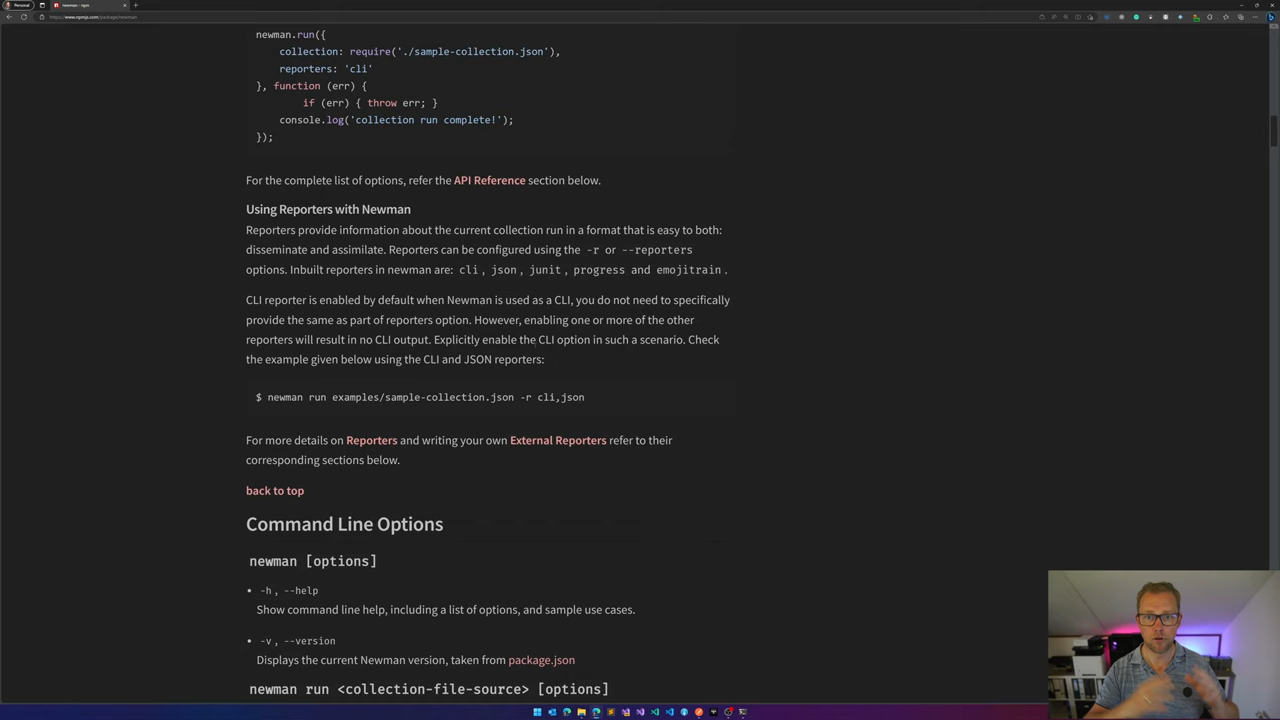 Personal
newman - npm
https://www.npmjs.com/package/newman
newman.run({
collection: require('./sample-collection.json'),
reporters: 'cli'
}, function (err) {
if (err) { throw err; }
console.log('collection run complete!');
});
For the complete list of options, refer the API Reference section below.
Using Reporters with Newman
Reporters provide information about the current collection run in a format that is easy to both:
disseminate and assimilate. Reporters can be configured using the -r or --reporters
options. Inbuilt reporters in newman are: cli, json, junit, progress and emojitrain.
CLI reporter is enabled by default when Newman is used as a CLI, you do not need to specifically
provide the same as part of reporters option. However, enabling one or more of the other
reporters will result in no CLI output. Explicitly enable the CLI option in such a scenario. Check
the example given below using the CLI and JSON reporters:
$ newman run examples/sample-collection.json -r cli,json
For more details on Reporters and writing your own External Reporters refer to their
corresponding sections below.
back to top
Command Line Options
newman [options]
• -h, --help
Show command line help, including a list of options, and sample use cases.
• -v, --version
Displays the current Newman version, taken from package.json
newman run <collection-file-source> [options]